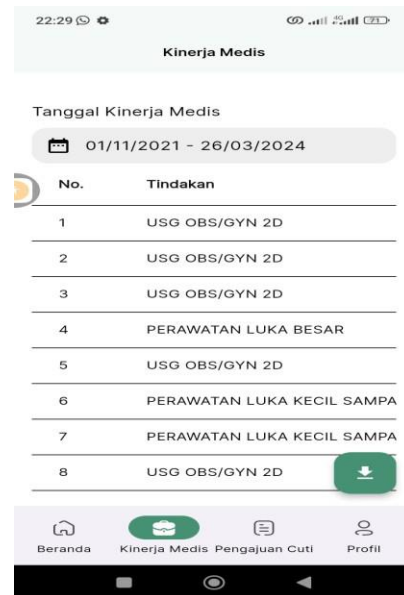 22:29 4G 71
Kinerja Medis
Tanggal Kinerja Medis
01/11/2021 - 26/03/2024
No. Tindakan
1 USG OBS/GYN 2D
2 USG OBS/GYN 2D
3 USG OBS/GYN 2D
4 PERAWATAN LUKA BESAR
5 USG OBS/GYN 2D
6 PERAWATAN LUKA KECIL SAMPA
7 PERAWATAN LUKA KECIL SAMPA
8 USG OBS/GYN 2D
Beranda Kinerja Medis Pengajuan Cuti Profil